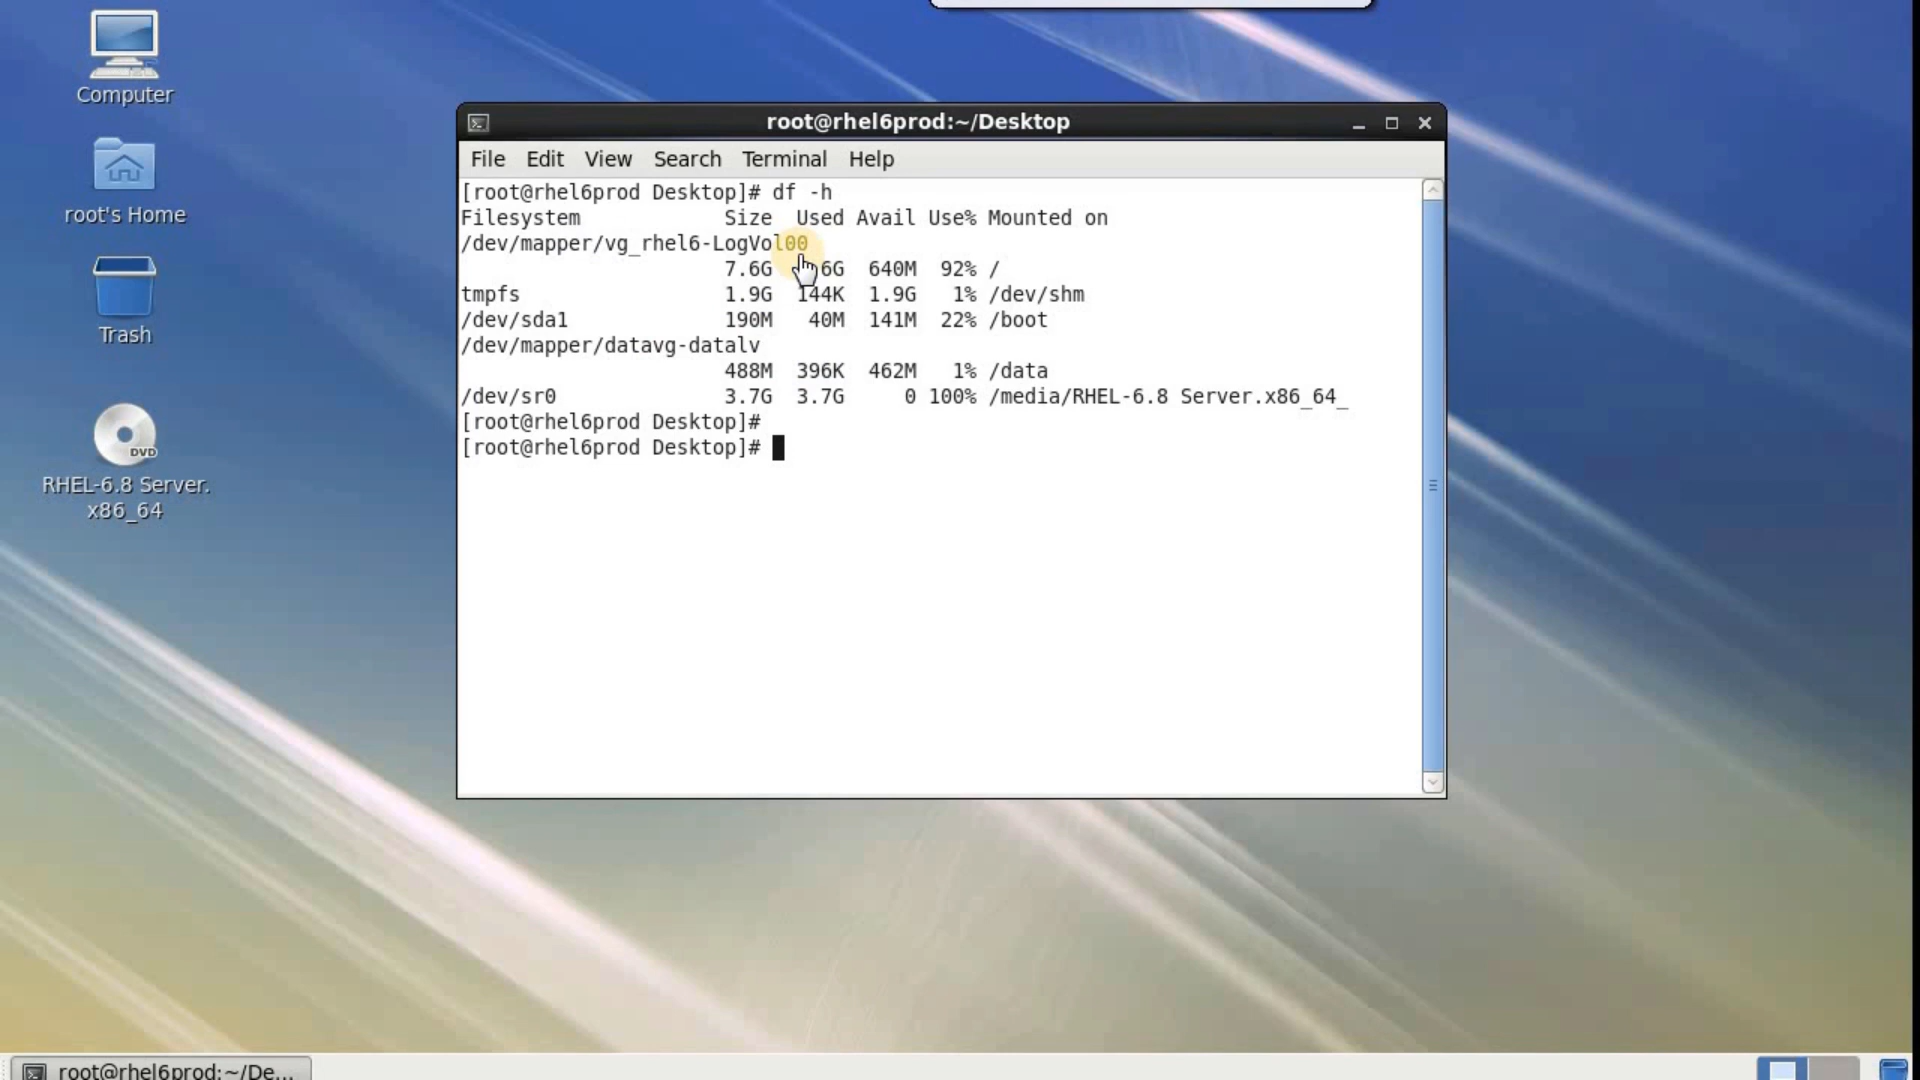 Computer
root's Home
Trash
DVD
RHEL-6.8 Server.
x86_64
root@rhel6prod:~/Desktop
File Edit View Search Terminal Help
[root@rhel6prod Desktop]# df -h
Filesystem Size Used Avail Use% Mounted on
/dev/mapper/vg_rhel6-LogVol00
7.6G 6G 640M 92% /
tmpfs 1.9G 144K 1.9G 1% /dev/shm
/dev/sda1 190M 40M 141M 22% /boot
/dev/mapper/datavg-datalv
488M 396K 462M 1% /data
/dev/sr0 3.7G 3.7G 0 100% /media/RHEL-6.8 Server.x86_64_
[root@rhel6prod Desktop]#
[root@rhel6prod Desktop]#
root@rhel6prod:~/De...